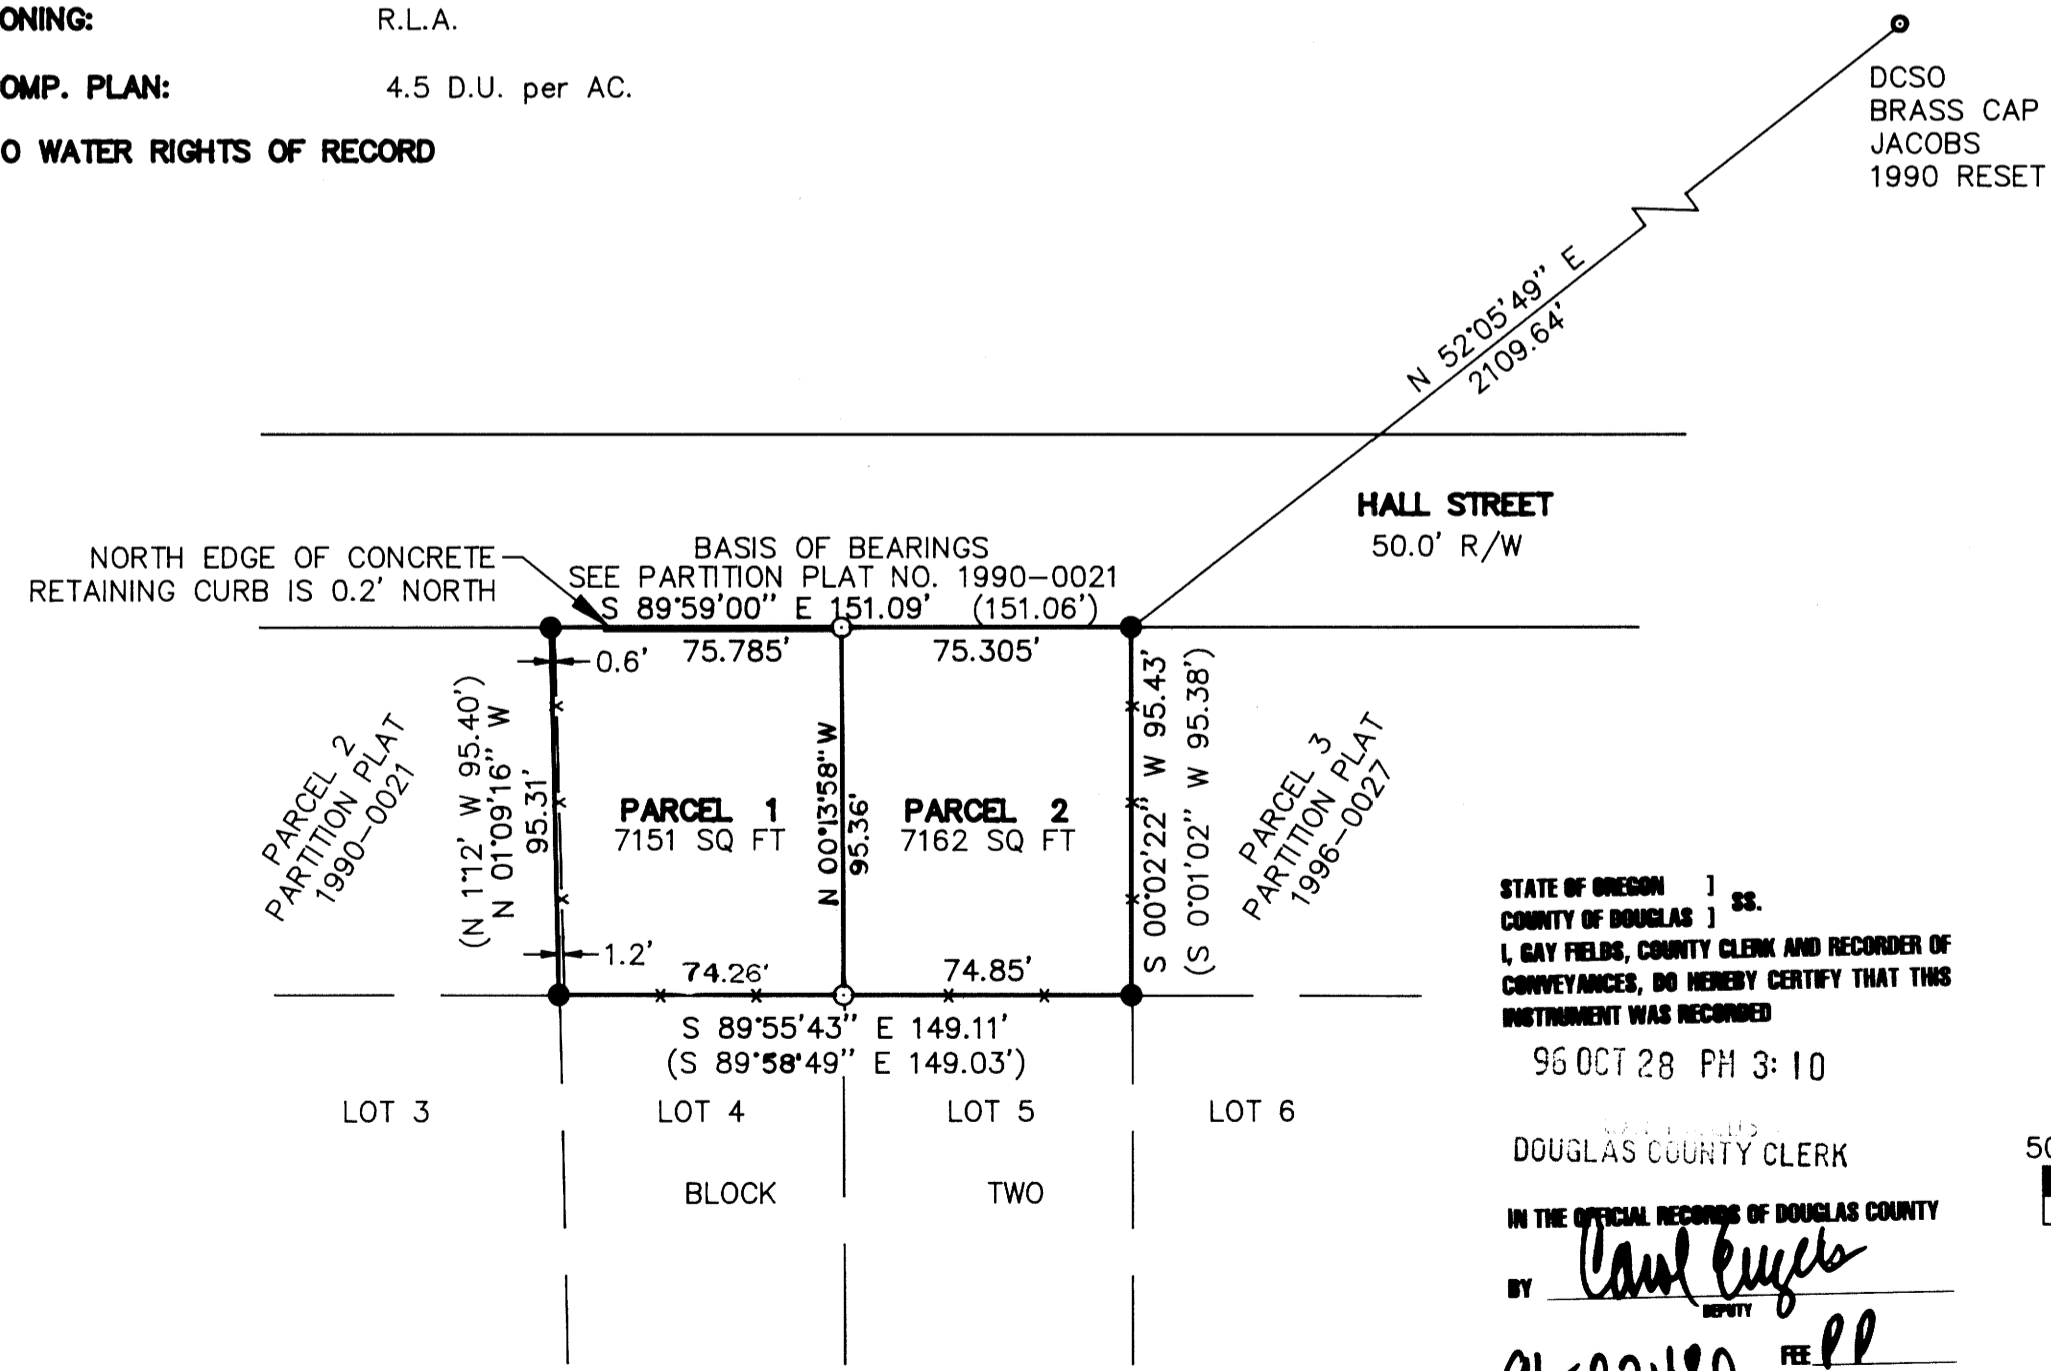 ONING: R.L.A.
OMP. PLAN: 4.5 D.U. per AC.
O WATER RIGHTS OF RECORD
DCSO
BRASS CAP
JACOBS
1990 RESET
N 52°05'49" E
2109.64'
HALL STREET
50.0' R/W
NORTH EDGE OF CONCRETE
RETAINING CURB IS 0.2' NORTH
BASIS OF BEARINGS
SEE PARTITION PLAT NO. 1990-0021
S 89°59'00" E 151.09' (151.06')
75.785'
75.305'
0.6'
PARCEL 2
PARTITION PLAT
1990-0021
(N 1°12' W 95.40')
N 01°09'16" W
95.31'
PARCEL 1
7151 SQ FT
N 00°13'58" W
95.36'
PARCEL 2
7162 SQ FT
S 00°02'22" W 95.43'
(S 0°01'02" W 95.38')
PARCEL 3
PARTITION PLAT
1996-0027
1.2'
74.26'
74.85'
S 89°55'43" E 149.11'
(S 89°58'49" E 149.03')
LOT 3
LOT 4
LOT 5
LOT 6
BLOCK TWO
STATE OF OREGON ]
COUNTY OF DOUGLAS ] SS.
I, GAY FIELDS, COUNTY CLERK AND RECORDER OF
CONVEYANCES, DO HEREBY CERTIFY THAT THIS
INSTRUMENT WAS RECORDED
96 OCT 28 PM 3:10
DOUGLAS COUNTY CLERK
IN THE OFFICIAL RECORDS OF DOUGLAS COUNTY
BY Carol Engels
DEPUTY
FEE PP
50